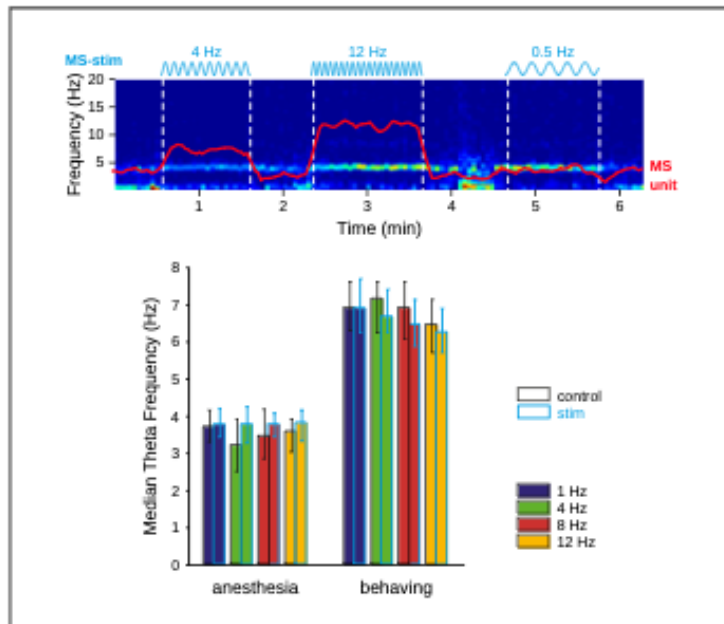 4 Hz 12 Hz 0.5 Hz
MS-stim
Frequency (Hz)
20
15
10
5
MS
unit
1 2 3 4 5 6
Time (min)
Median Theta Frequency (Hz)
8
7
6
5
4
3
2
1
0
control
stim
1 Hz
4 Hz
8 Hz
12 Hz
anesthesia behaving